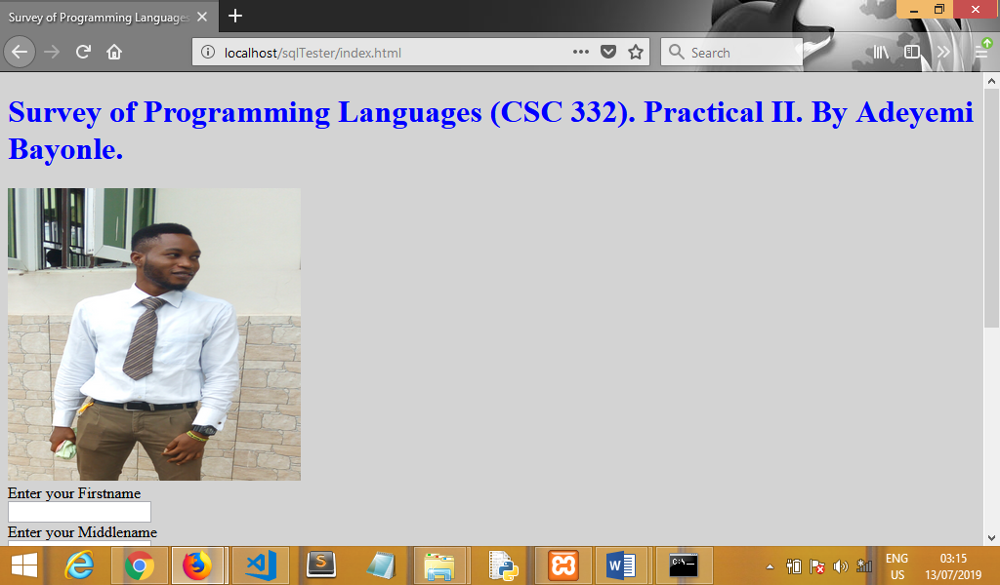 Survey of Programming Languages
localhost/sqlTester/index.html
Search
Survey of Programming Languages (CSC 332). Practical II. By Adeyemi
Bayonle.
Enter your Firstname
Enter your Middlename
ENG
US
03:15
13/07/2019